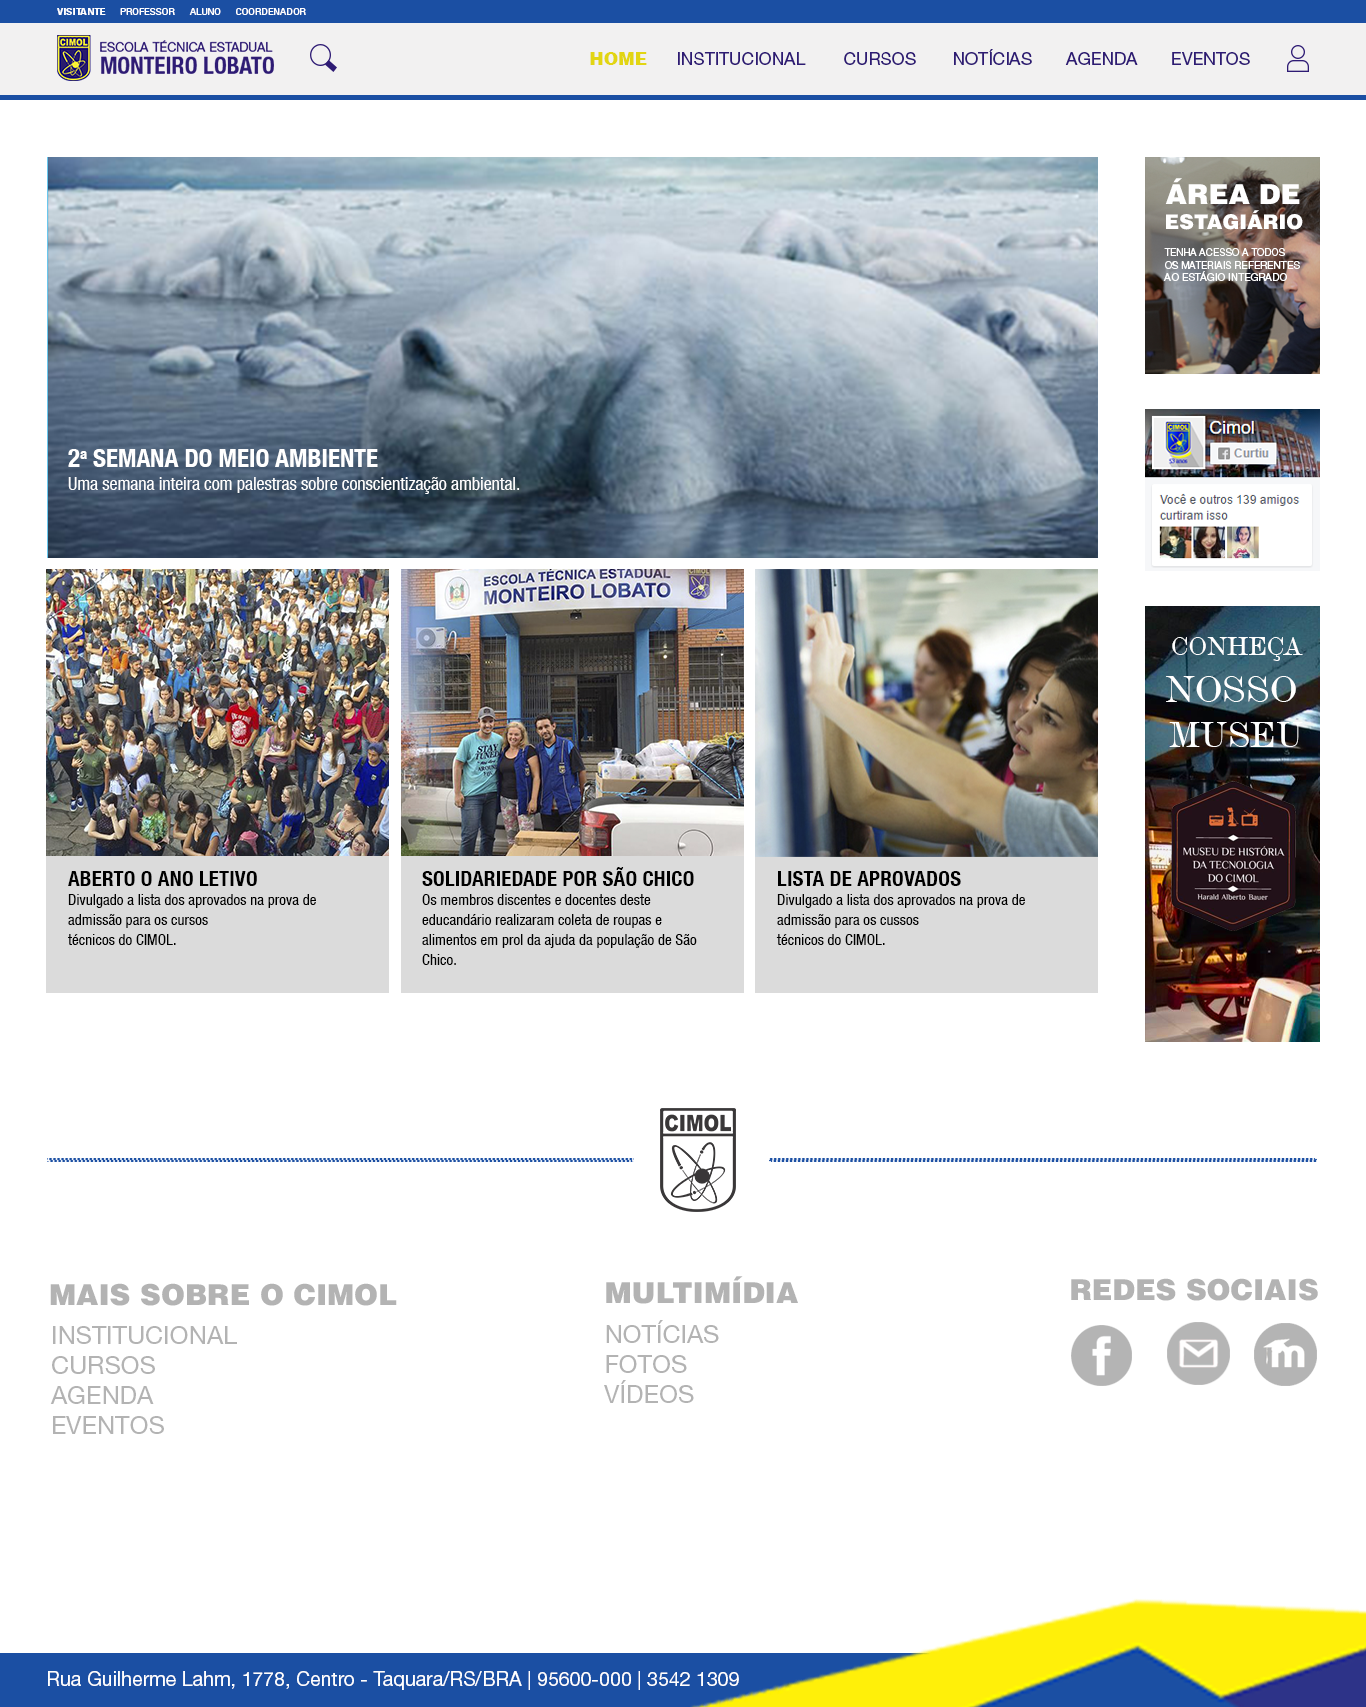 VISITANTE PROFESSOR ALUNO COORDENADOR
CIMOL
ESCOLA TÉCNICA ESTADUAL
MONTEIRO LOBATO
HOME INSTITUCIONAL CURSOS NOTÍCIAS AGENDA EVENTOS
2ª SEMANA DO MEIO AMBIENTE
Uma semana inteira com palestras sobre conscientização ambiental.
ÁREA DE
ESTAGIÁRIO
TENHA ACESSO A TODOS
OS MATERIAIS REFERENTES
AO ESTÁGIO INTEGRADO
CIMOL
Cimol
Curtiu
Você e outros 139 amigos
curtiram isso
CONHEÇA
NOSSO
MUSEU
MUSEU DE HISTÓRIA
DA TECNOLOGIA
DO CIMOL
Harald Alberto Bauer
ESCOLA TÉCNICA ESTADUAL
MONTEIRO LOBATO
STAY
TUNED
ABERTO O ANO LETIVO
Divulgado a lista dos aprovados na prova de
admissão para os cursos
técnicos do CIMOL.
SOLIDARIEDADE POR SÃO CHICO
Os membros discentes e docentes deste
educandário realizaram coleta de roupas e
alimentos em prol da ajuda da população de São
Chico.
LISTA DE APROVADOS
Divulgado a lista dos aprovados na prova de
admissão para os cussos
técnicos do CIMOL.
CIMOL
MAIS SOBRE O CIMOL
INSTITUCIONAL
CURSOS
AGENDA
EVENTOS
MULTIMÍDIA
NOTÍCIAS
FOTOS
VÍDEOS
REDES SOCIAIS
f
m
Rua Guilherme Lahm, 1778, Centro - Taquara/RS/BRA | 95600-000 | 3542 1309